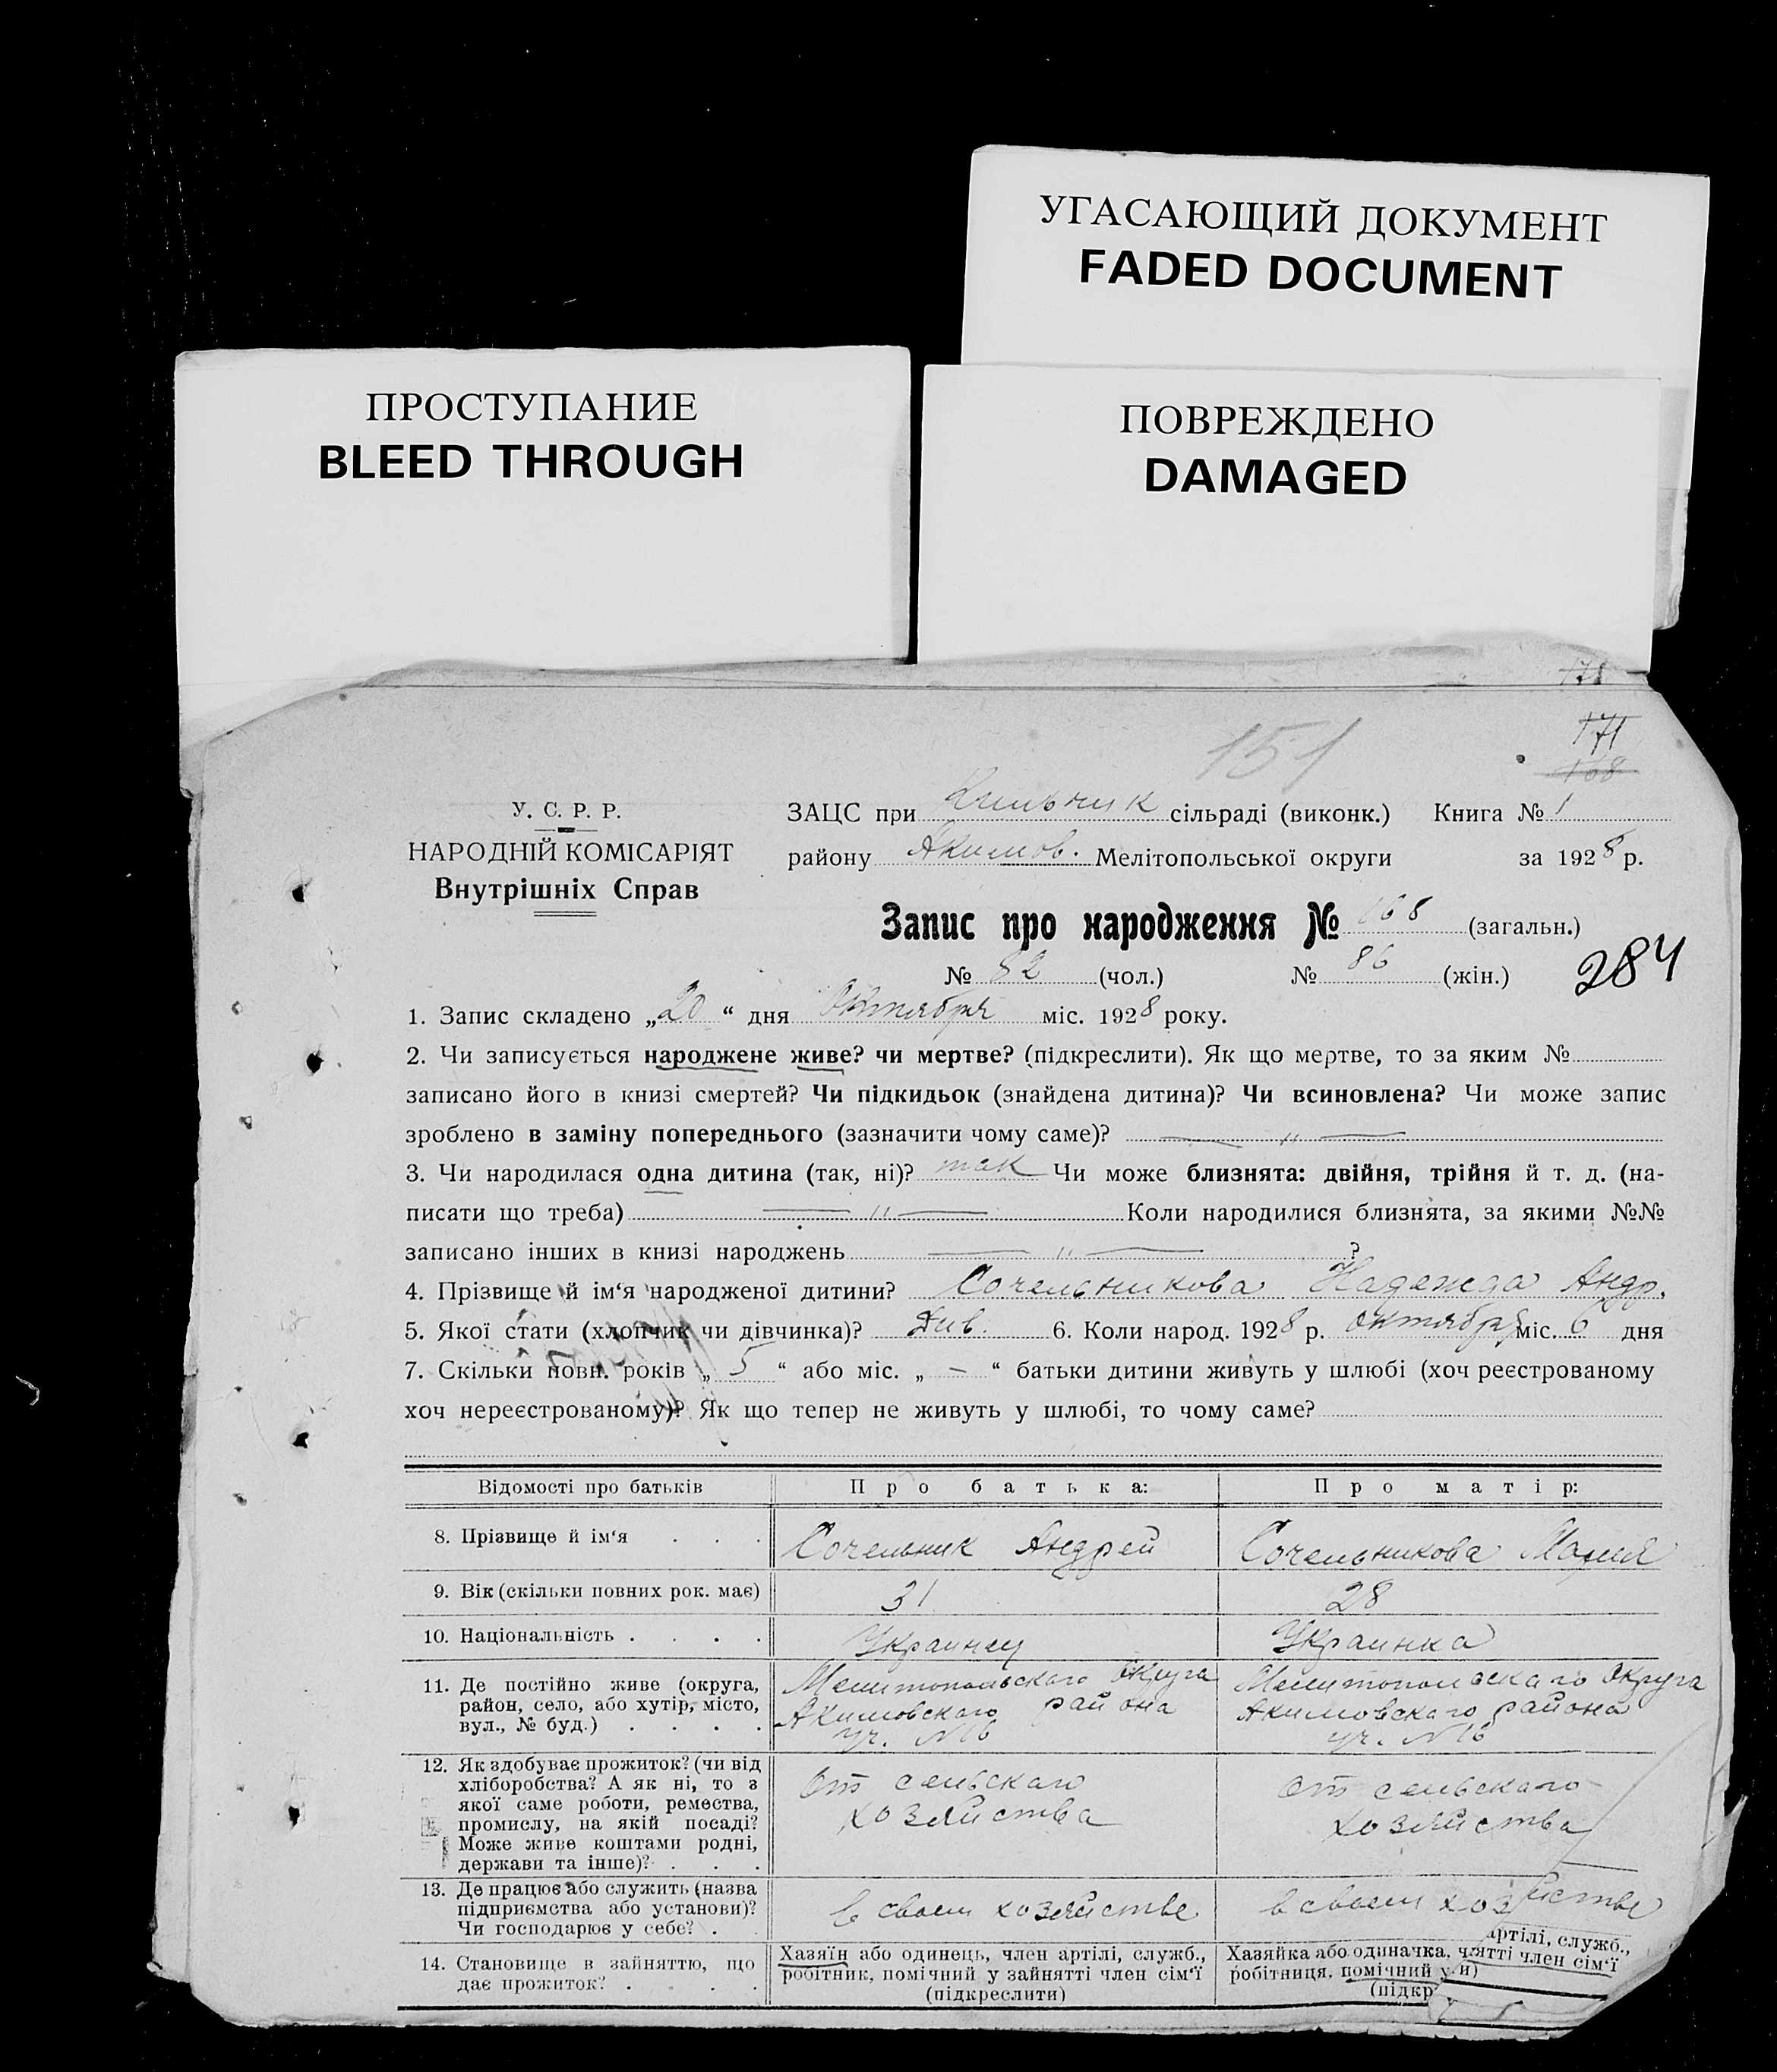 УГАСАЮЩИЙ ДОКУМЕНТ
FADED DOCUMENT
ПРОСТУПАНИЕ
BLEED THROUGH
ПОВРЕЖДЕНО
DAMAGED
171
171
168
151
У. С. Р. Р.
НАРОДНІЙ КОМІСАРІЯТ
Внутрішніх Справ
ЗАЦС при сільраді (виконк.) Книга № 1
району Акимов. Мелітопольської округи за 1928 р.
Запис про народження № 168 (загальн.)
№ 82 (чол.) № 86 (жін.) 284
1. Запис складено „20“ дня Октября міс. 1928 року.
2. Чи записується народжене живе? чи мертве? (підкреслити). Як що мертве, то за яким №
записано його в книзі смертей? Чи підкидьок (знайдена дитина)? Чи всиновлена? Чи може запис
зроблено в заміну попереднього (зазначити чому саме)? — „ —
3. Чи народилася одна дитина (так, ні)? так Чи може близнята: двійня, трійня й т. д. (на-
писати що треба) — „ — Коли народилися близнята, за якими №№
записано інших в книзі народжень — „ — ?
4. Прізвище й ім‘я народженої дитини? Сочельникова Надежда Андр.
5. Якої стати (хлопчик чи дівчинка)? Див. 6. Коли народ. 1928 р. октября міс. 6 дня
7. Скільки повн. років „5“ або міс. „—“ батьки дитини живуть у шлюбі (хоч реєстрованому
хоч нереєстрованому)? Як що тепер не живуть у шлюбі, то чому саме?
Відомості про батьків Про батька: Про матір:
8. Прізвище й ім‘я . . . Сочельник Андрей Сочельникова Мария
9. Вік (скільки повних рок. має) 31 28
10. Національність . . . . Украинец Украинка
11. Де постійно живе (округа,
район, село, або хутір, місто,
вул., № буд.) . . . .
Мелитопольского Округа
Акимовского района
уч. №16
Мелитопольскаго Округа
Акимовскаго района
уч. №16
12. Як здобуває прожиток? (чи від
хліборобства? А як ні, то з
якої саме роботи, ремества,
промислу, на якій посаді?
Може живе коштами родні,
держави та інше)? . . .
От сельскаго
хозяйства
От сельскаго
хозяйства
13. Де працює або служить (назва
підприємства або установи)?
Чи господарює у себе? .
в своем хозяйстве
в своем хозяйстве
14. Становище в зайняттю, що
дає прожиток? . . . .
Хазяїн або одинець, член артілі, служб.,
робітник, помічний у зайнятті член сім‘ї
(підкреслити)
артілі, служб.,
Хазяйка або одиначка,
член сім‘ї
робітниця, помічний у
(підкр